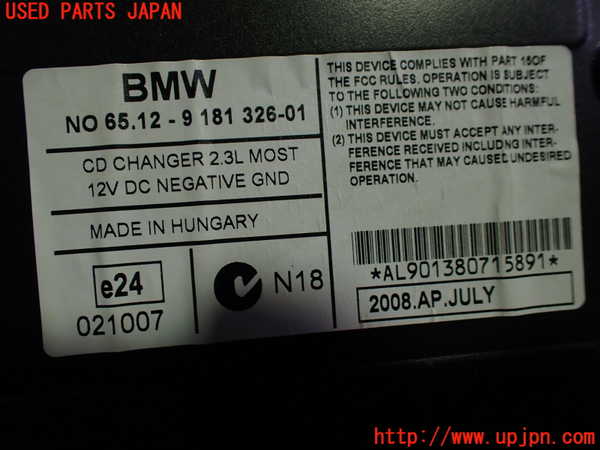 USED PARTS JAPAN
BMW
NO 65.12 - 9 181 326-01
CD CHANGER 2.3L MOST
12V DC NEGATIVE GND
MADE IN HUNGARY
e24
021007
N18
THIS DEVICE COMPLIES WITH PART 15OF
THE FCC RULES. OPERATION IS SUBJECT
TO THE FOLLOWING TWO CONDITIONS:
(1) THIS DEVICE MAY NOT CAUSE HARMFUL
INTERFERENCE.
(2) THIS DEVICE MUST ACCEPT ANY INTER-
FERENCE RECEIVED INCLUDING INTER-
FERENCE THAT MAY CAUSE UNDESIRED
OPERATION.
*AL901380715891*
2008.AP.JULY
http://www.upjpn.com/